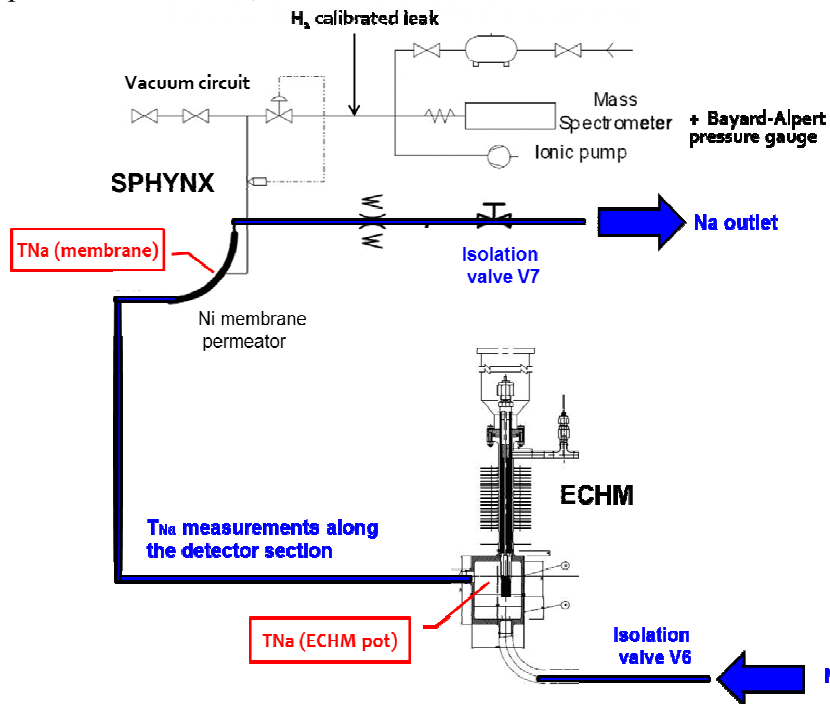 H₂ calibrated leak
Vacuum circuit
Mass
Spectrometer
+ Bayard-Alpert
pressure gauge
Ionic pump
SPHYNX
TNa (membrane)
Na outlet
Isolation
valve V7
Ni membrane
permeator
ECHM
TNa measurements along
the detector section
TNa (ECHM pot)
Isolation
valve V6